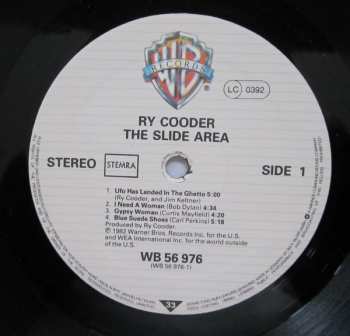 WB
RECORDS
LC 0392
RY COODER
THE SLIDE AREA
STEREO
STEMRA
SIDE 1
1. Ufo Has Landed In The Ghetto 5:00
(Ry Cooder, and Jim Keltner)
2. I Need A Woman (Bob Dylan) 4:34
3. Gypsy Woman (Curtis Mayfield) 4:20
4. Blue Suede Shoes (Carl Perkins) 5:18
Produced by Ry Cooder.
℗ 1982 Warner Bros. Records Inc. for the U.S.
and WEA International Inc. for the world outside
of the U.S.
WB 56 976
(WB 56 976-1)
33